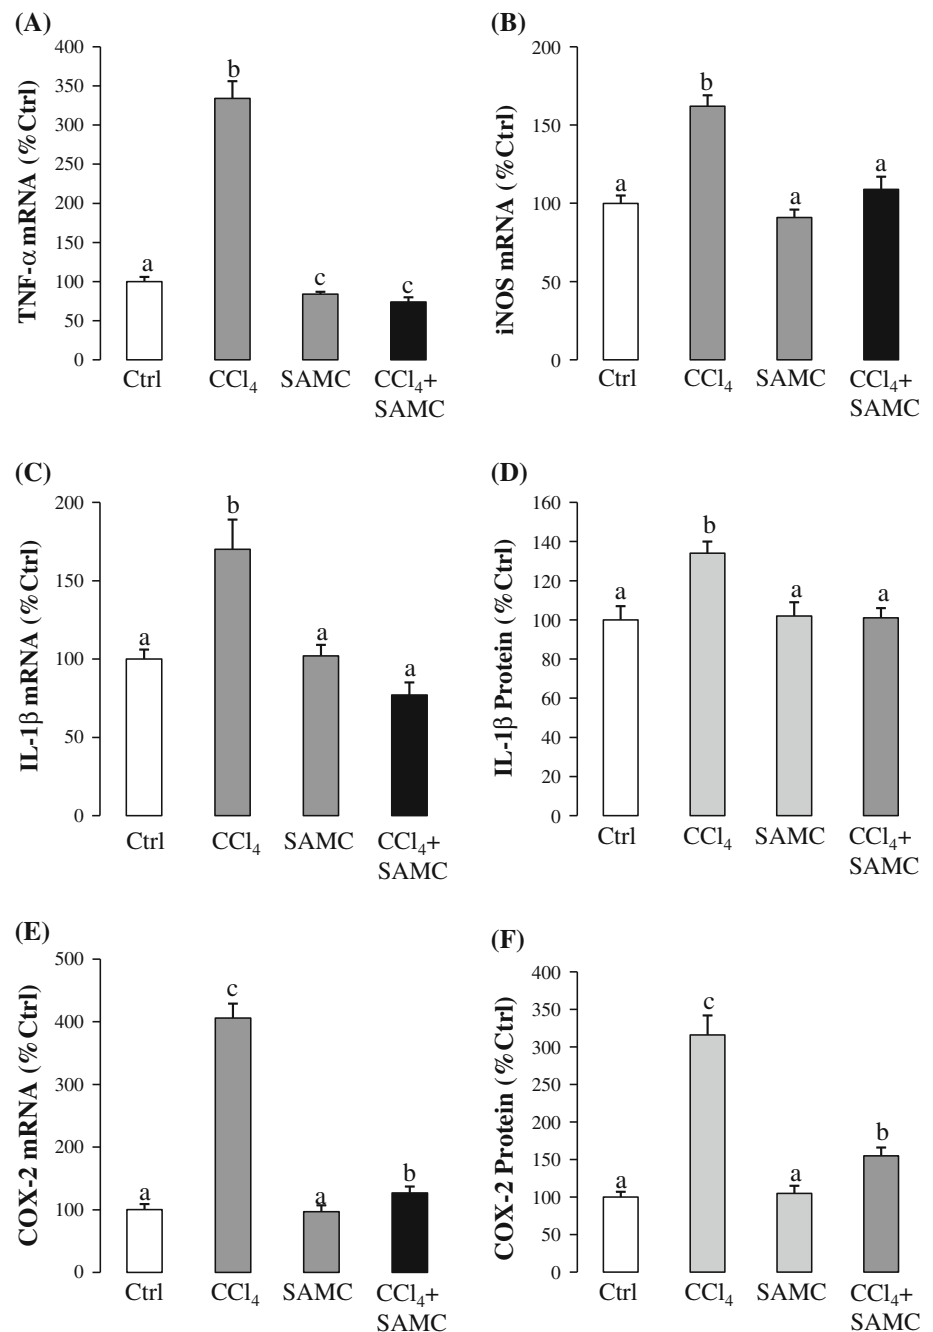 (A)
TNF-α mRNA (%Ctrl)
400
350
300
250
200
150
100
50
0
a
b
c
c
Ctrl
CCl₄
SAMC
CCl₄+
SAMC
(B)
iNOS mRNA (%Ctrl)
200
150
100
50
0
a
b
a
a
Ctrl
CCl₄
SAMC
CCl₄+
SAMC
(C)
IL-1β mRNA (%Ctrl)
200
150
100
50
0
a
b
a
a
Ctrl
CCl₄
SAMC
CCl₄+
SAMC
(D)
IL-1β Protein (%Ctrl)
160
140
120
100
80
60
40
20
0
a
b
a
a
Ctrl
CCl₄
SAMC
CCl₄+
SAMC
(E)
COX-2 mRNA (%Ctrl)
500
400
300
200
100
0
a
c
a
b
Ctrl
CCl₄
SAMC
CCl₄+
SAMC
(F)
COX-2 Protein (%Ctrl)
400
350
300
250
200
150
100
50
0
a
c
a
b
Ctrl
CCl₄
SAMC
CCl₄+
SAMC